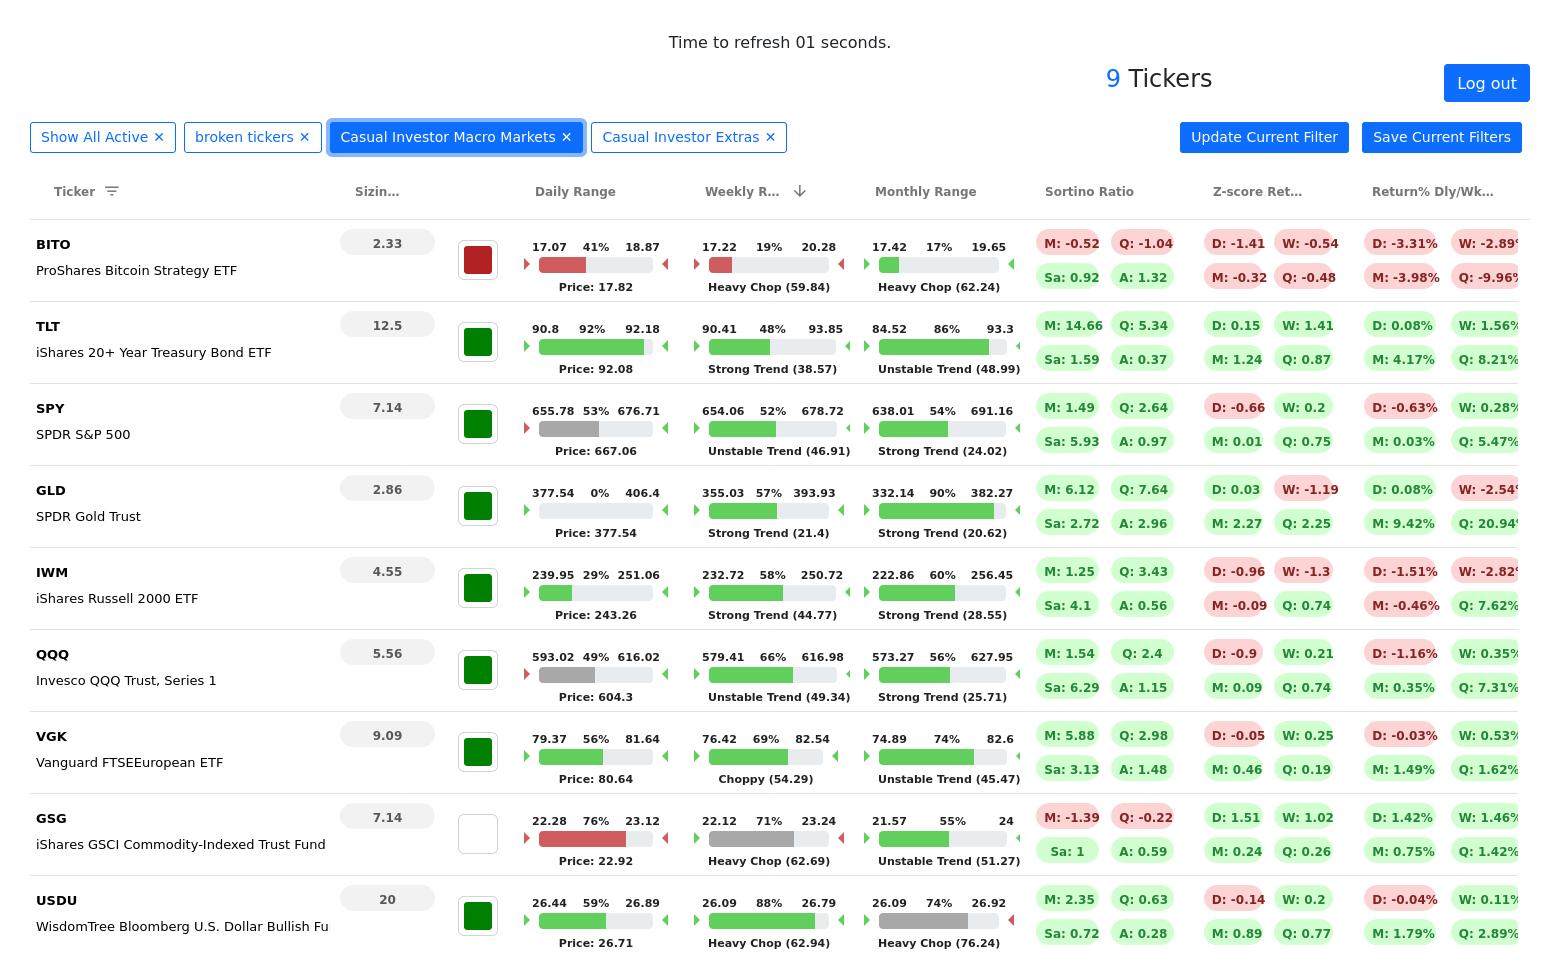 Time to refresh 01 seconds.
9 Tickers
Log out
Show All Active ✕ broken tickers ✕ Casual Investor Macro Markets ✕ Casual Investor Extras ✕ Update Current Filter Save Current Filters
Ticker Sizin... Daily Range Weekly R... Monthly Range Sortino Ratio Z-score Ret... Return% Dly/Wk...
BITO 2.33 17.07 41% 18.87 17.22 19% 20.28 17.42 17% 19.65 M: -0.52 Q: -1.04 D: -1.41 W: -0.54 D: -3.31% W: -2.89%
ProShares Bitcoin Strategy ETF Price: 17.82 Heavy Chop (59.84) Heavy Chop (62.24) Sa: 0.92 A: 1.32 M: -0.32 Q: -0.48 M: -3.98% Q: -9.96%
TLT 12.5 90.8 92% 92.18 90.41 48% 93.85 84.52 86% 93.3 M: 14.66 Q: 5.34 D: 0.15 W: 1.41 D: 0.08% W: 1.56%
iShares 20+ Year Treasury Bond ETF Price: 92.08 Strong Trend (38.57) Unstable Trend (48.99) Sa: 1.59 A: 0.37 M: 1.24 Q: 0.87 M: 4.17% Q: 8.21%
SPY 7.14 655.78 53% 676.71 654.06 52% 678.72 638.01 54% 691.16 M: 1.49 Q: 2.64 D: -0.66 W: 0.2 D: -0.63% W: 0.28%
SPDR S&P 500 Price: 667.06 Unstable Trend (46.91) Strong Trend (24.02) Sa: 5.93 A: 0.97 M: 0.01 Q: 0.75 M: 0.03% Q: 5.47%
GLD 2.86 377.54 0% 406.4 355.03 57% 393.93 332.14 90% 382.27 M: 6.12 Q: 7.64 D: 0.03 W: -1.19 D: 0.08% W: -2.54%
SPDR Gold Trust Price: 377.54 Strong Trend (21.4) Strong Trend (20.62) Sa: 2.72 A: 2.96 M: 2.27 Q: 2.25 M: 9.42% Q: 20.94%
IWM 4.55 239.95 29% 251.06 232.72 58% 250.72 222.86 60% 256.45 M: 1.25 Q: 3.43 D: -0.96 W: -1.3 D: -1.51% W: -2.82%
iShares Russell 2000 ETF Price: 243.26 Strong Trend (44.77) Strong Trend (28.55) Sa: 4.1 A: 0.56 M: -0.09 Q: 0.74 M: -0.46% Q: 7.62%
QQQ 5.56 593.02 49% 616.02 579.41 66% 616.98 573.27 56% 627.95 M: 1.54 Q: 2.4 D: -0.9 W: 0.21 D: -1.16% W: 0.35%
Invesco QQQ Trust, Series 1 Price: 604.3 Unstable Trend (49.34) Strong Trend (25.71) Sa: 6.29 A: 1.15 M: 0.09 Q: 0.74 M: 0.35% Q: 7.31%
VGK 9.09 79.37 56% 81.64 76.42 69% 82.54 74.89 74% 82.6 M: 5.88 Q: 2.98 D: -0.05 W: 0.25 D: -0.03% W: 0.53%
Vanguard FTSEEuropean ETF Price: 80.64 Choppy (54.29) Unstable Trend (45.47) Sa: 3.13 A: 1.48 M: 0.46 Q: 0.19 M: 1.49% Q: 1.62%
GSG 7.14 22.28 76% 23.12 22.12 71% 23.24 21.57 55% 24 M: -1.39 Q: -0.22 D: 1.51 W: 1.02 D: 1.42% W: 1.46%
iShares GSCI Commodity-Indexed Trust Fund Price: 22.92 Heavy Chop (62.69) Unstable Trend (51.27) Sa: 1 A: 0.59 M: 0.24 Q: 0.26 M: 0.75% Q: 1.42%
USDU 20 26.44 59% 26.89 26.09 88% 26.79 26.09 74% 26.92 M: 2.35 Q: 0.63 D: -0.14 W: 0.2 D: -0.04% W: 0.11%
WisdomTree Bloomberg U.S. Dollar Bullish Fu Price: 26.71 Heavy Chop (62.94) Heavy Chop (76.24) Sa: 0.72 A: 0.28 M: 0.89 Q: 0.77 M: 1.79% Q: 2.89%